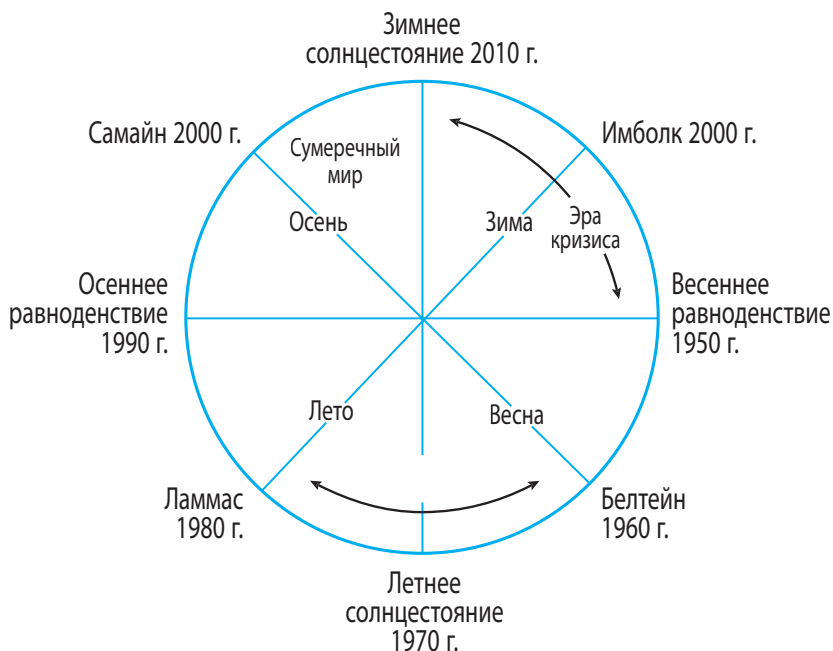 Зимнее
солнцестояние 2010 г.
Самайн 2000 г.
Имболк 2000 г.
Сумеречный
мир
Осень
Зима
Эра
кризиса
Осеннее
равноденствие
1990 г.
Весеннее
равноденствие
1950 г.
Лето
Весна
Ламмас
1980 г.
Белтейн
1960 г.
Летнее
солнцестояние
1970 г.